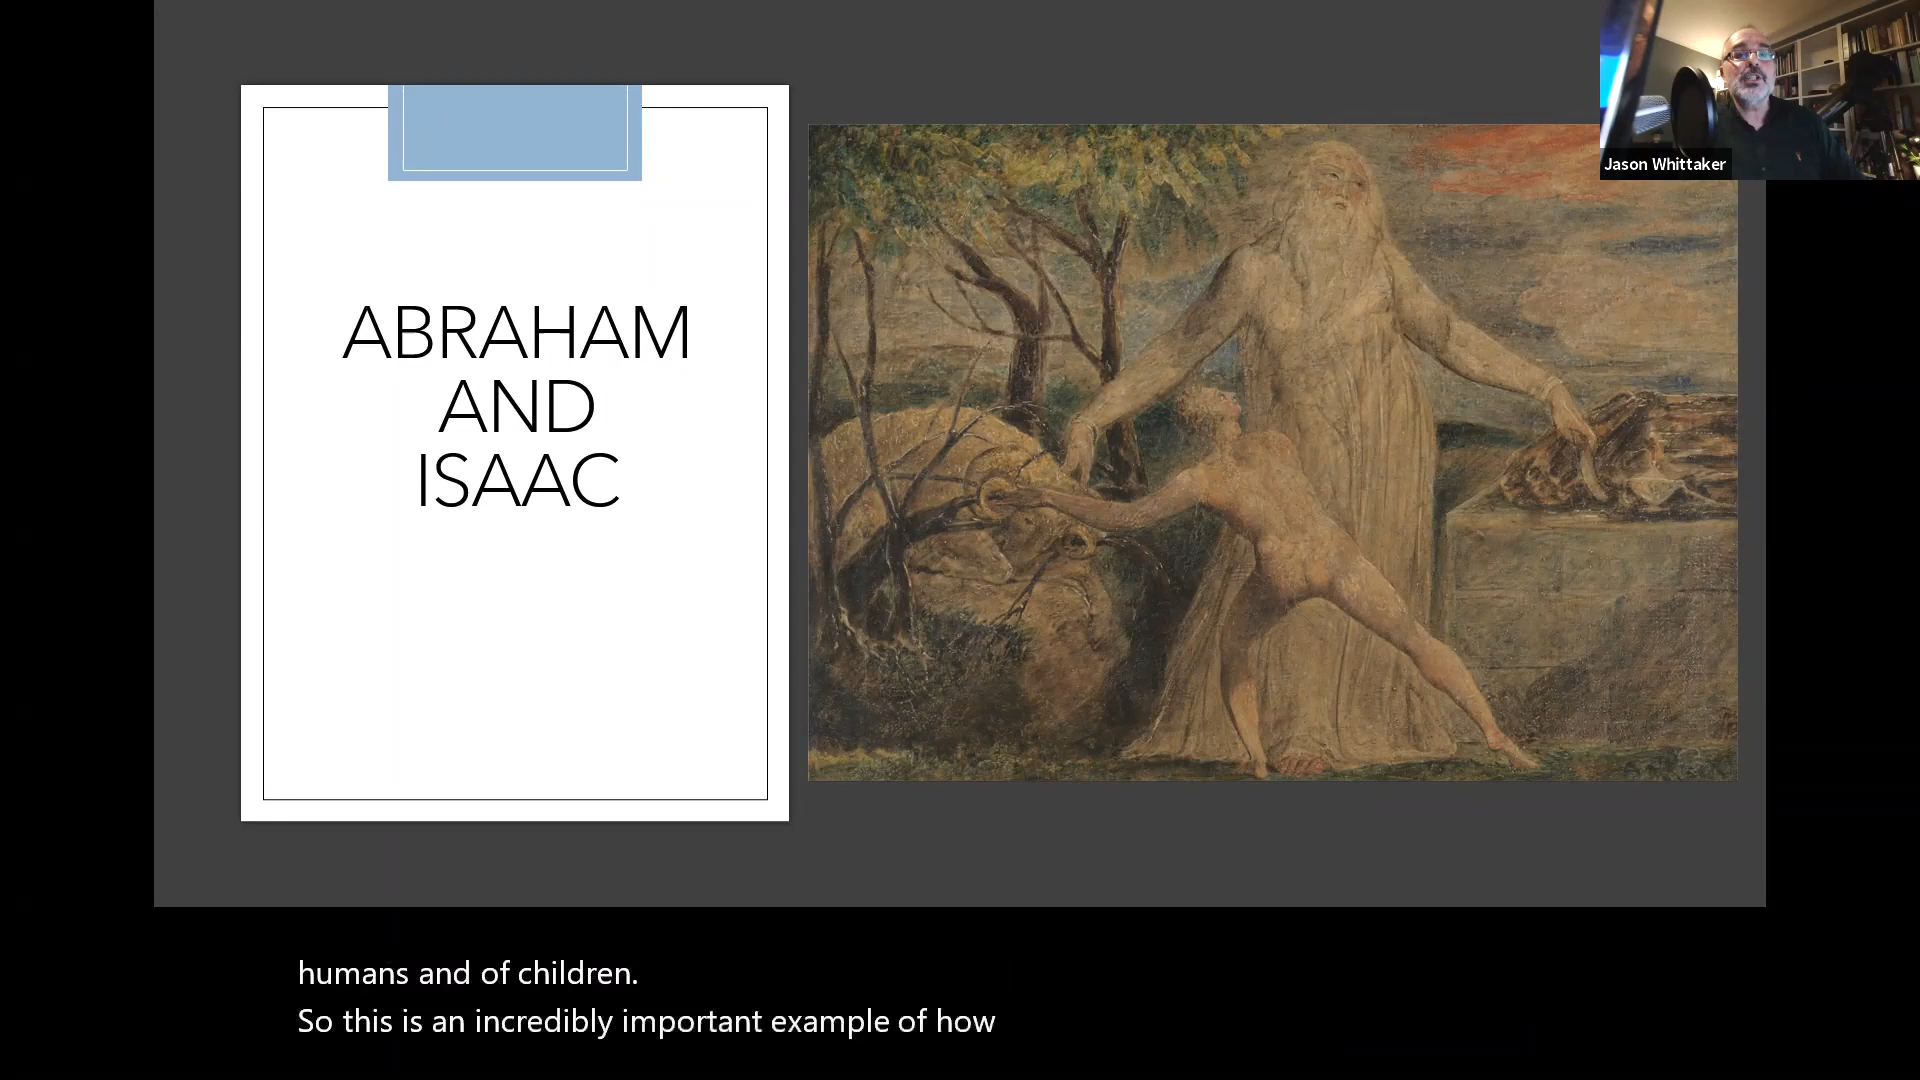 Jason Whittaker
ABRAHAM
AND
ISAAC
humans and of children.
So this is an incredibly important example of how